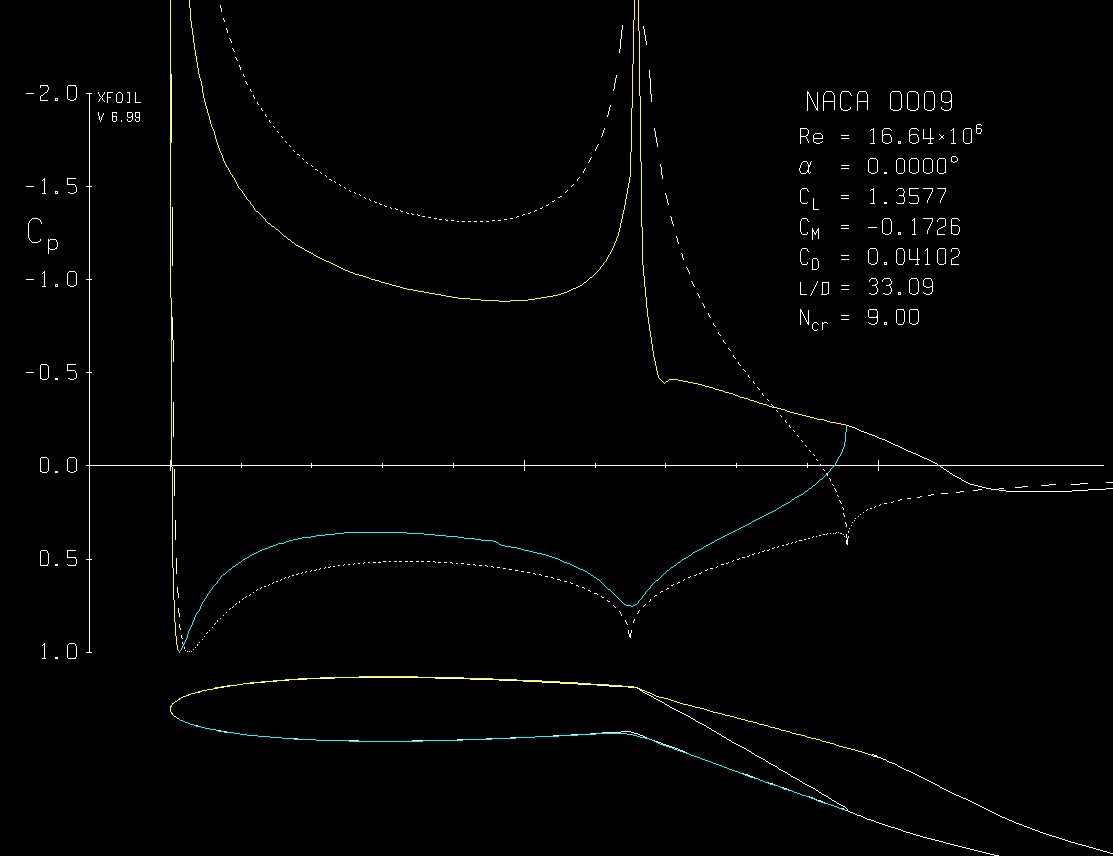 -2.0
XFOIL
V 6.99
-1.5
Cp
-1.0
-0.5
0.0
0.5
1.0
NACA 0009
Re = 16.64×10⁶
α = 0.0000°
CL = 1.3577
CM = -0.1726
CD = 0.04102
L/D = 33.09
Ncr = 9.00